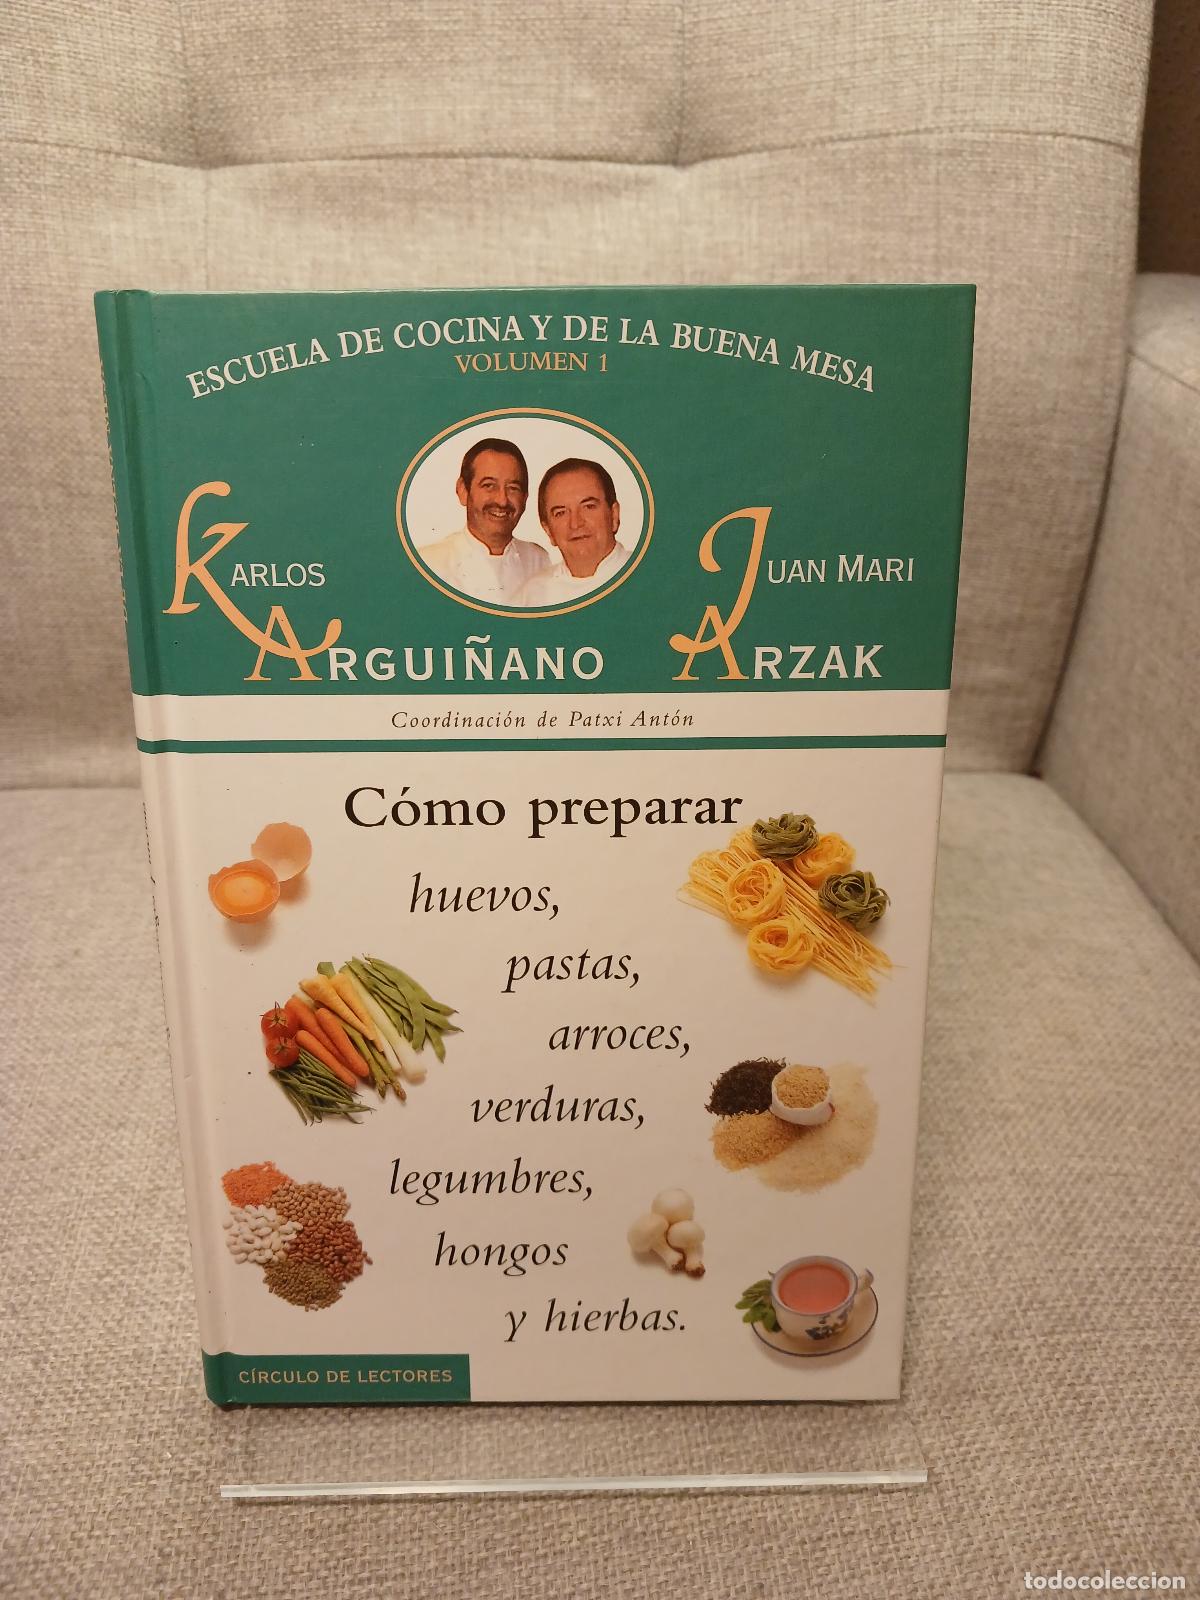 ESCUELA DE COCINA Y DE LA BUENA MESA
VOLUMEN 1
KARLOS
ARGUIÑANO
JUAN MARI
ARZAK
Coordinación de Patxi Antón
Cómo preparar
huevos,
pastas,
arroces,
verduras,
legumbres,
hongos
y hierbas.
CÍRCULO DE LECTORES
todocoleccion